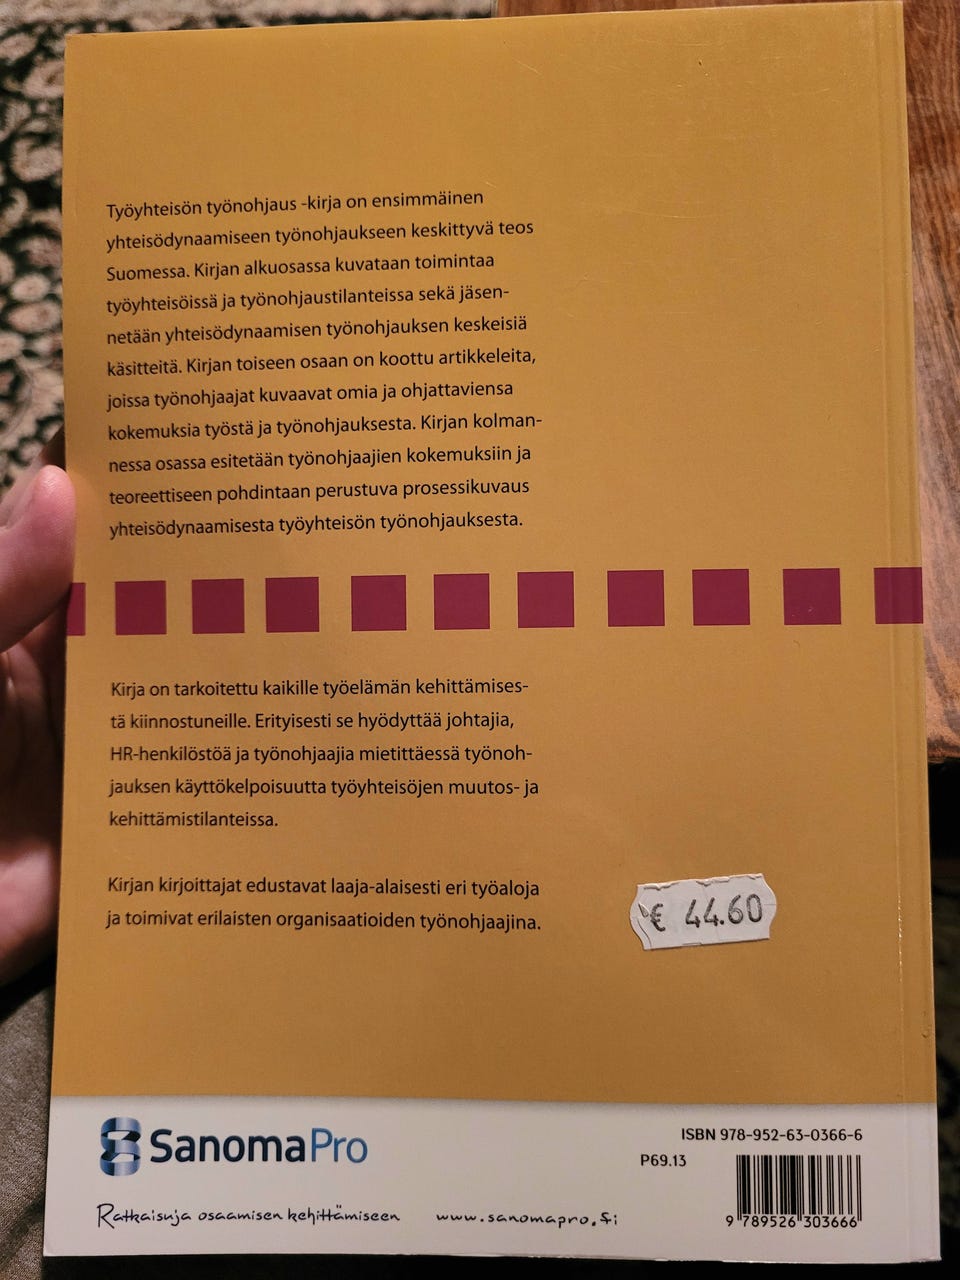 Työyhteisön työnohjaus -kirja on ensimmäinen
yhteisödynaamiseen työnohjaukseen keskittyvä teos
Suomessa. Kirjan alkuosassa kuvataan toimintaa
työyhteisöissä ja työnohjaustilanteissa sekä jäsen-
netään yhteisödynaamisen työnohjauksen keskeisiä
käsitteitä. Kirjan toiseen osaan on koottu artikkeleita,
joissa työnohjaajat kuvaavat omia ja ohjattaviensa
kokemuksia työstä ja työnohjauksesta. Kirjan kolman-
nessa osassa esitetään työnohjaajien kokemuksiin ja
teoreettiseen pohdintaan perustuva prosessikuvaus
yhteisödynaamisesta työyhteisön työnohjauksesta.
Kirja on tarkoitettu kaikille työelämän kehittämises-
tä kiinnostuneille. Erityisesti se hyödyttää johtajia,
HR-henkilöstöä ja työnohjaajia mietittäessä työnoh-
jauksen käyttökelpoisuutta työyhteisöjen muutos- ja
kehittämistilanteissa.
Kirjan kirjoittajat edustavat laaja-alaisesti eri työaloja
ja toimivat erilaisten organisaatioiden työnohjaajina.
€ 44.60
SanomaPro
Ratkaisuja osaamisen kehittämiseen www.sanomapro.fi
ISBN 978-952-63-0366-6
P69.13
9 789526 303666